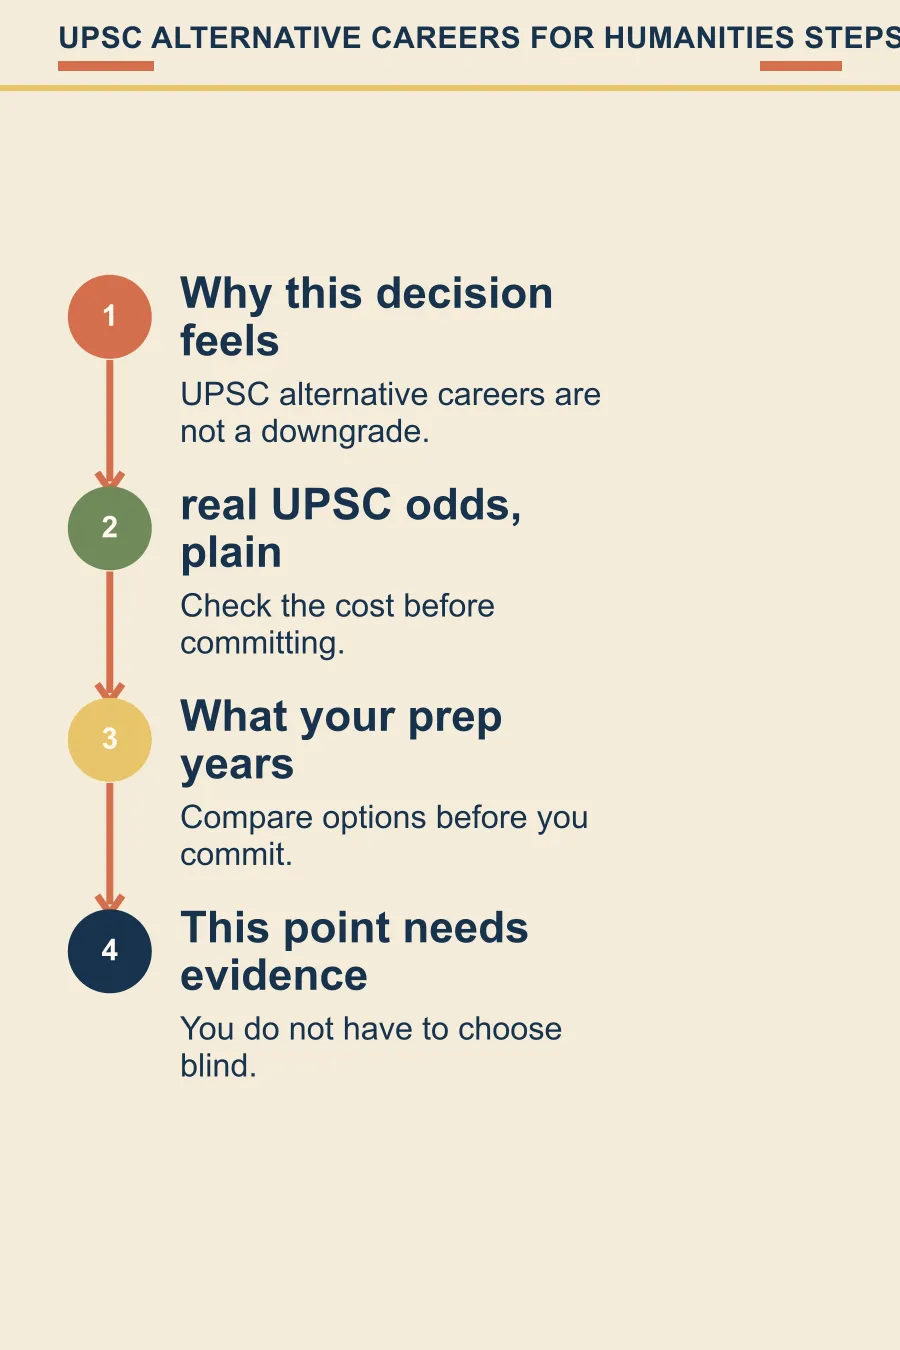 UPSC ALTERNATIVE CAREERS FOR HUMANITIES STEPS
1
Why this decision
feels
UPSC alternative careers are
not a downgrade.
2
real UPSC odds,
plain
Check the cost before
committing.
3
What your prep
years
Compare options before you
commit.
4
This point needs
evidence
You do not have to choose
blind.